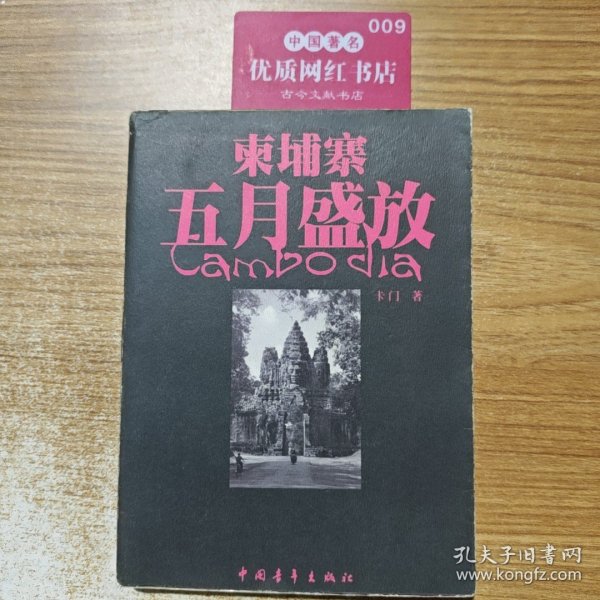 009
中国著名
优质网红书店
古今文献书店
柬埔寨
五月盛放
Cambodia
卡门 著
中国青年出版社
孔夫子旧书网
www.kongfz.com